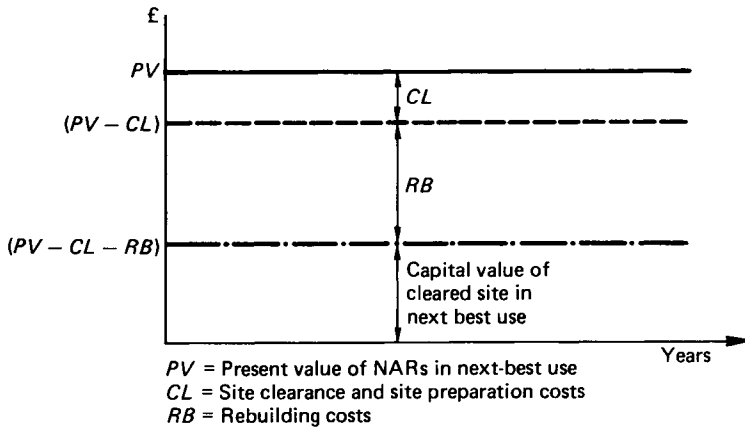 £
PV
CL
(PV – CL)
RB
(PV – CL – RB)
Capital value of
cleared site in
next best use
Years
PV = Present value of NARs in next-best use
CL = Site clearance and site preparation costs
RB = Rebuilding costs